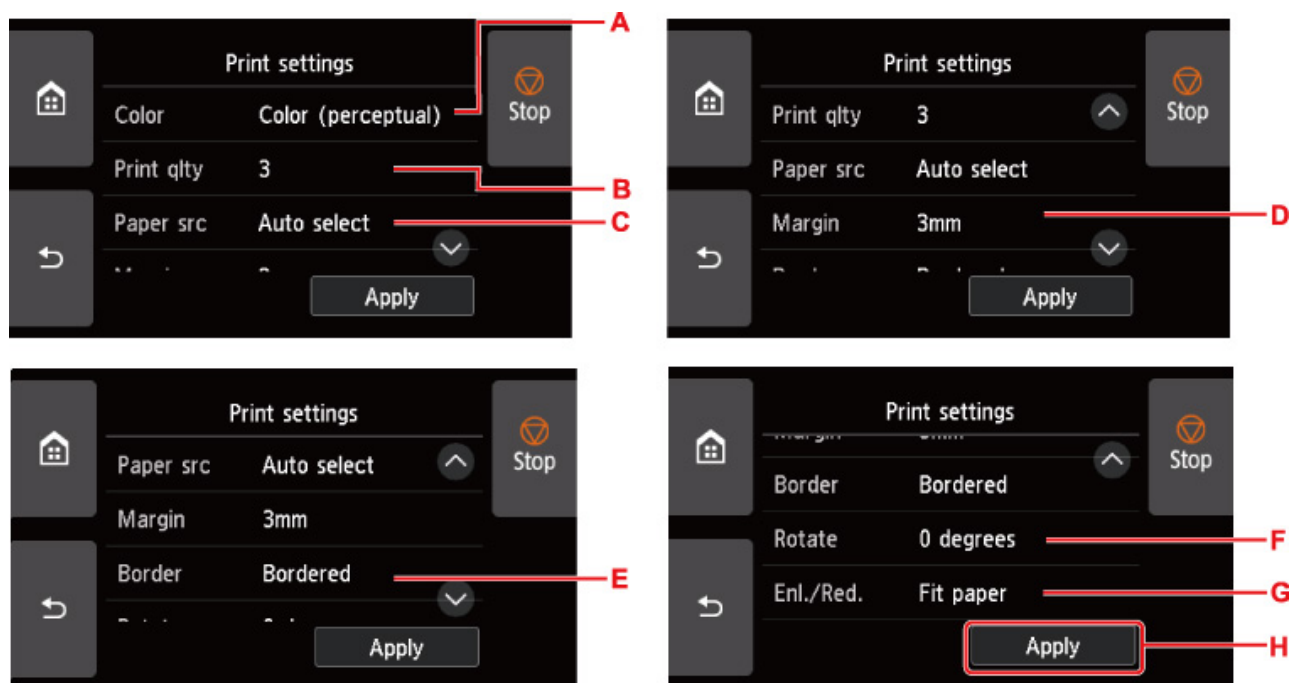 A
Print settings
Color Color (perceptual)
Stop
Print qlty 3
B
Paper src Auto select
C
Apply
Print settings
Print qlty 3
Stop
Paper src Auto select
Margin 3mm
D
Apply
Print settings
Paper src Auto select
Stop
Margin 3mm
Border Bordered
E
Apply
Print settings
Stop
Border Bordered
Rotate 0 degrees
F
Enl./Red. Fit paper
G
Apply
H